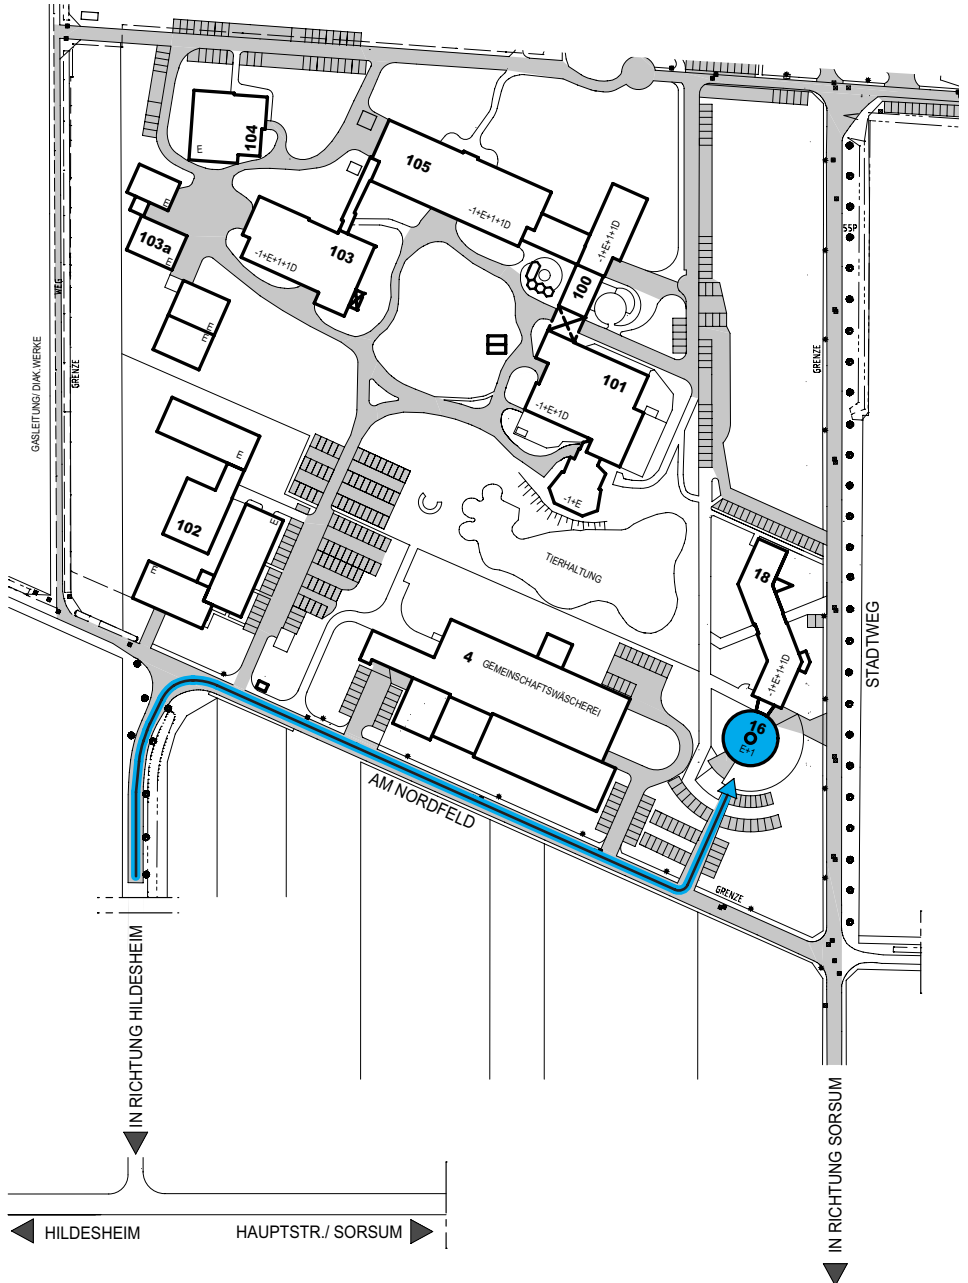 104
E
105
-1+E+1+1D
E
103a
E
103
-1+E+1+1D
-1+E+1+1D
100
SSP
WEG
GRENZE
GASLEITUNG/ DIAK.WERKE
E
E
GRENZE
101
-1+E+1D
-1+E
E
102
E
E
TIERHALTUNG
18
-1+E+1+1D
STADTWEG
4 GEMEINSCHAFTSWÄSCHEREI
16
E+1
AM NORDFELD
GRENZE
IN RICHTUNG HILDESHEIM
IN RICHTUNG SORSUM
HILDESHEIM
HAUPTSTR./ SORSUM